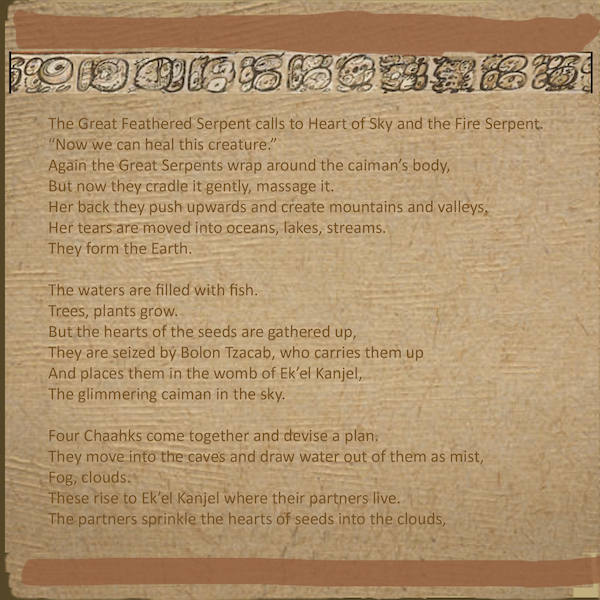 The Great Feathered Serpent calls to Heart of Sky and the Fire Serpent.
“Now we can heal this creature.”
Again the Great Serpents wrap around the caiman’s body,
But now they cradle it gently, massage it.
Her back they push upwards and create mountains and valleys,
Her tears are moved into oceans, lakes, streams.
They form the Earth.
The waters are filled with fish.
Trees, plants grow.
But the hearts of the seeds are gathered up,
They are seized by Bolon Tzacab, who carries them up
And places them in the womb of Ek’el Kanjel,
The glimmering caiman in the sky.
Four Chaahks come together and devise a plan.
They move into the caves and draw water out of them as mist,
Fog, clouds.
These rise to Ek’el Kanjel where their partners live.
The partners sprinkle the hearts of seeds into the clouds,